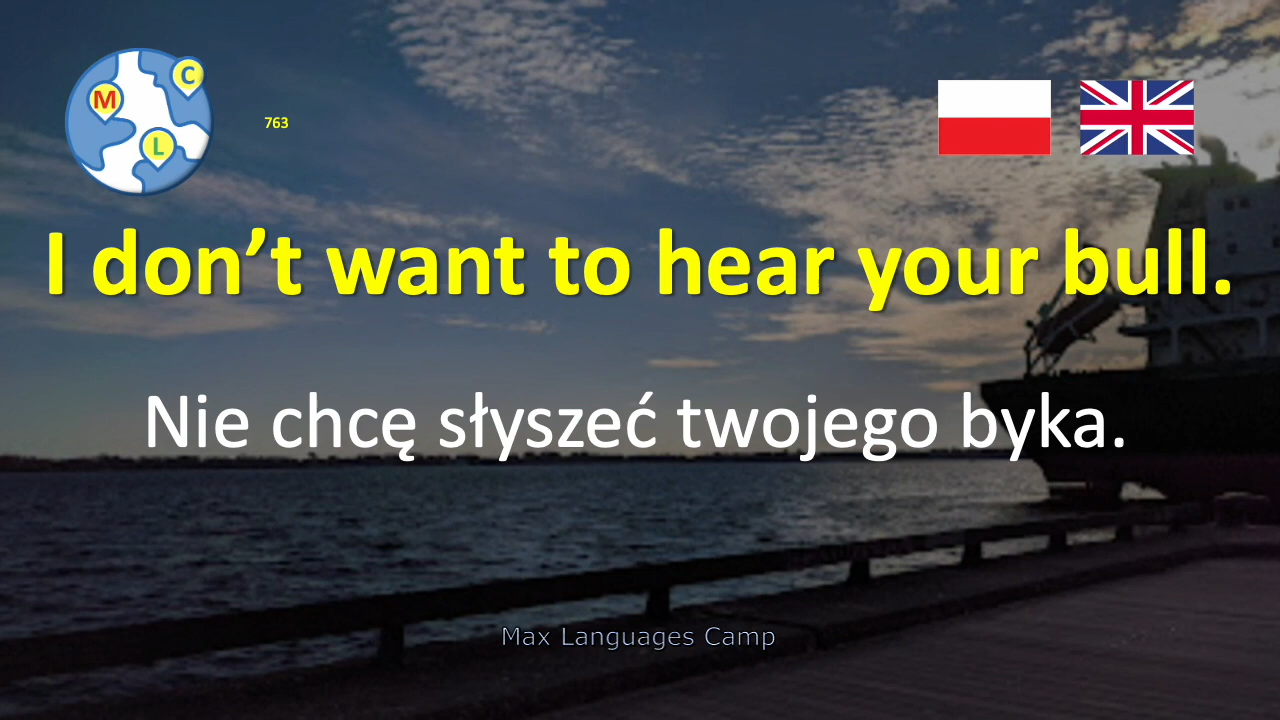 C
M
L
763
I don’t want to hear your bull.
Nie chcę słyszeć twojego byka.
Max Languages Camp